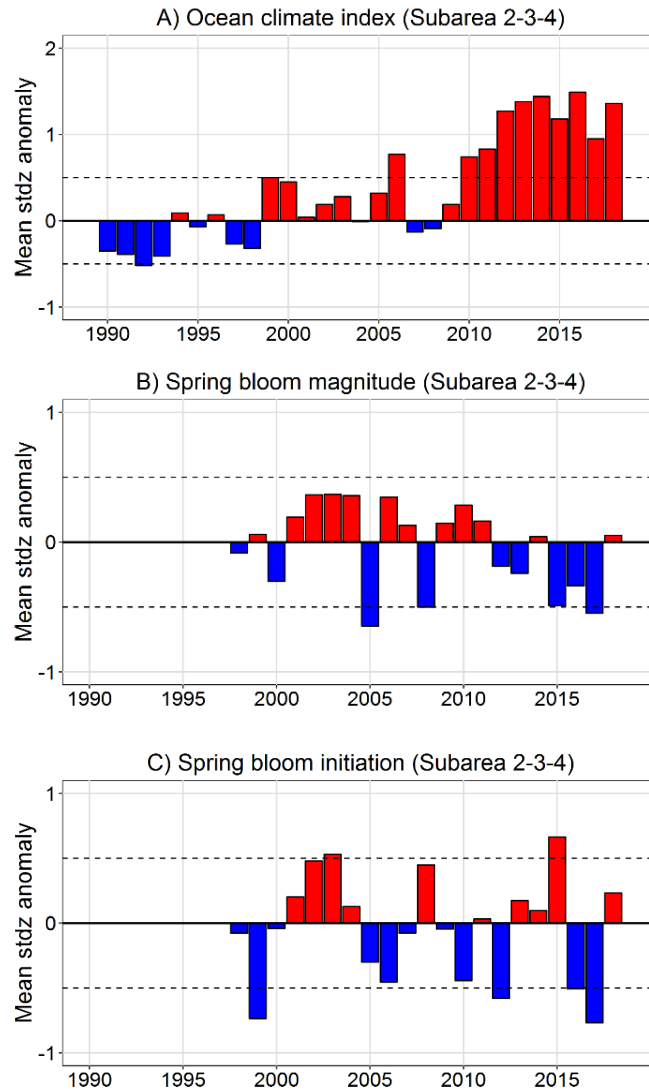 A) Ocean climate index (Subarea 2-3-4)
Mean stdz anomaly
2
1
0
-1
1990 1995 2000 2005 2010 2015
B) Spring bloom magnitude (Subarea 2-3-4)
Mean stdz anomaly
1
0
-1
1990 1995 2000 2005 2010 2015
C) Spring bloom initiation (Subarea 2-3-4)
Mean stdz anomaly
1
0
-1
1990 1995 2000 2005 2010 2015